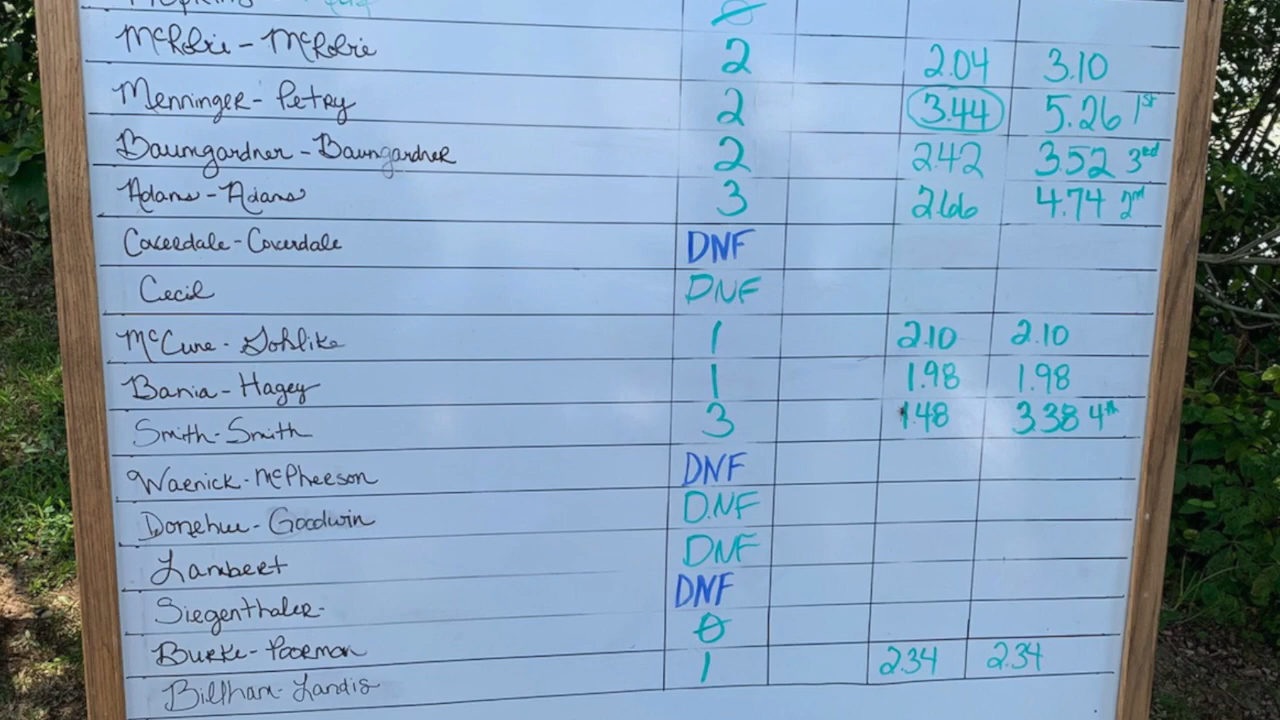 McRobie - McRobie 2 2.04 3.10
Menninger - Petry 2 3.44 5.26 1st
Baumgardner - Baumgardner 2 2.42 3.52 3rd
Adams - Adams 3 2.66 4.74 2nd
Coverdale - Coverdale DNF
Cecil DNF
McCune - Gohlike 1 2.10 2.10
Bania - Hagey 1 1.98 1.98
Smith - Smith 3 1.48 3.38 4th
Warnick - McPherson DNF
Donehue - Goodwin DNF
Lambert DNF
Siegenthaler - DNF
Burke - Poorman 0
Billham - Landis 1 2.34 2.34